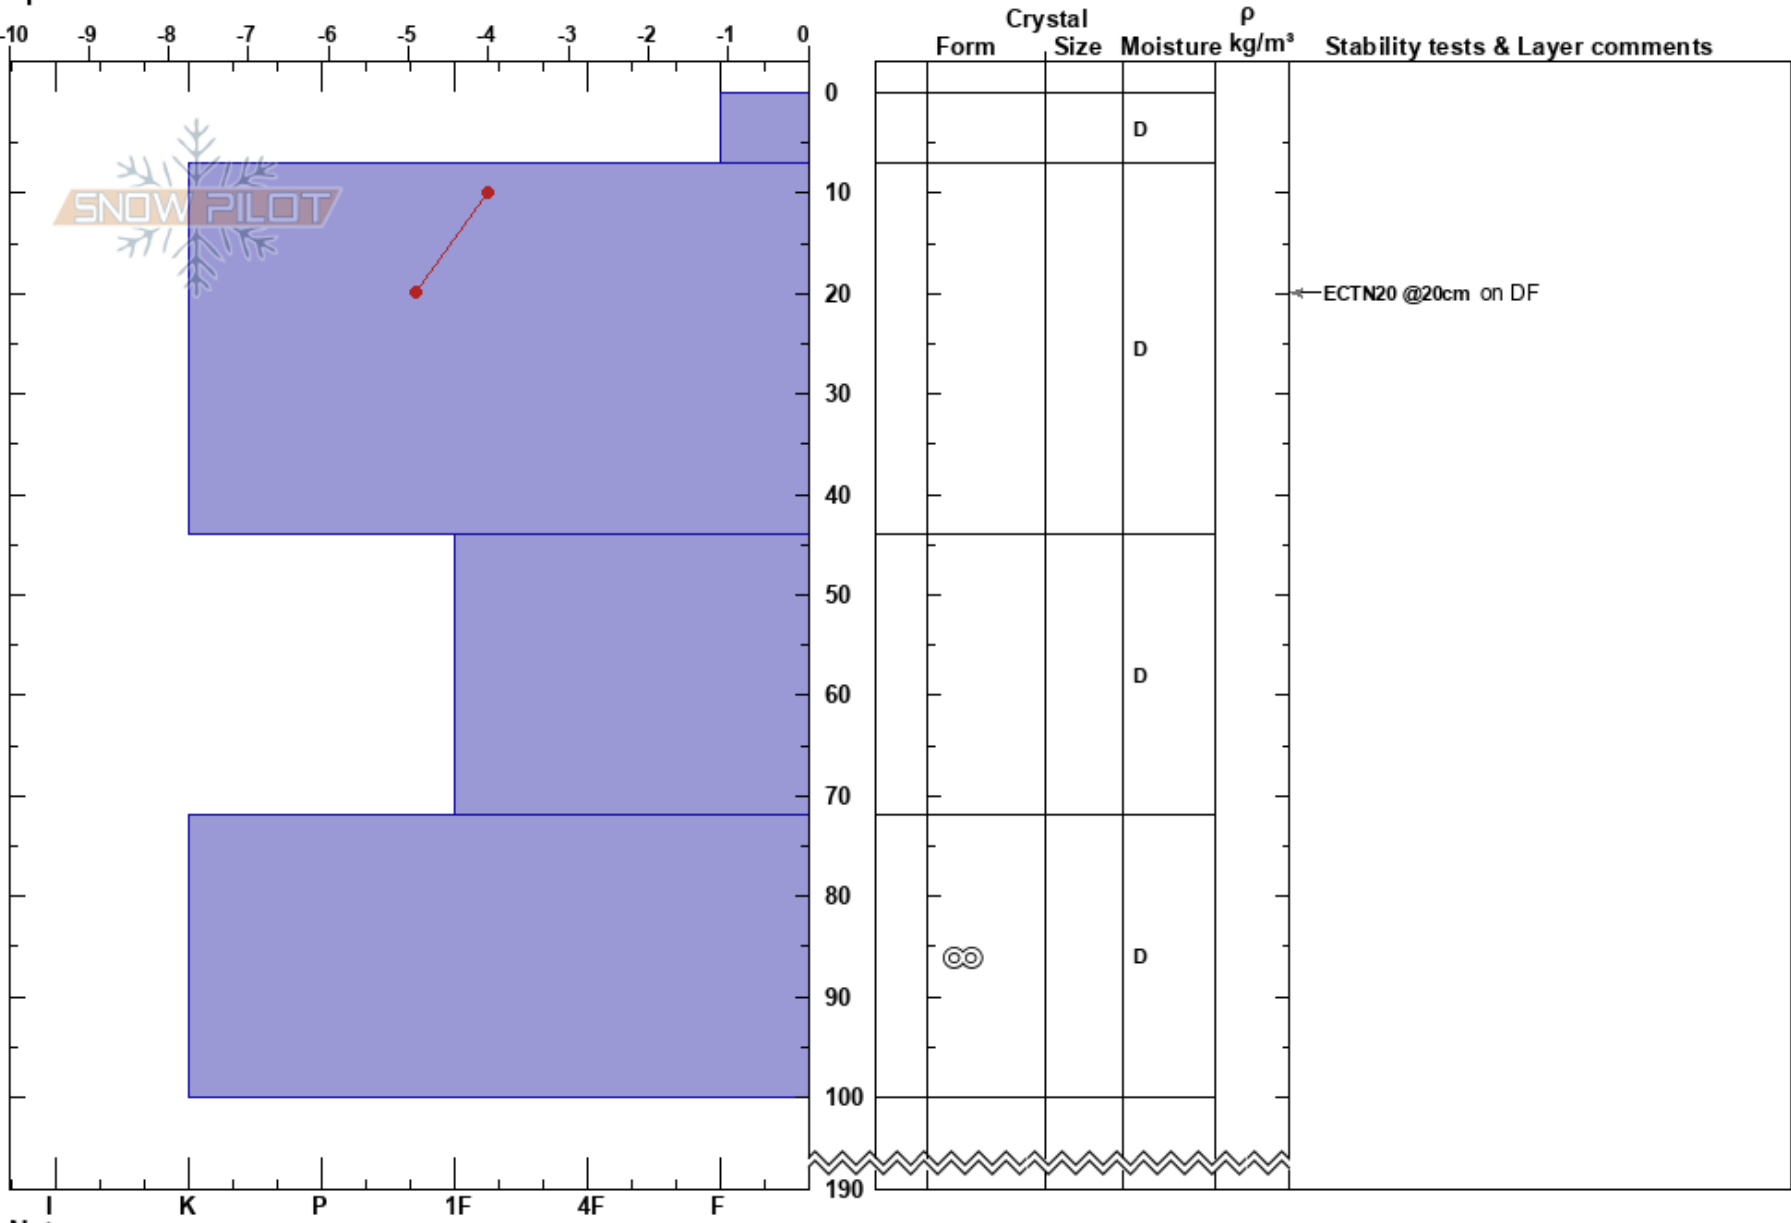 -10 -9 -8 -7 -6 -5 -4 -3 -2 -1 0
Crystal ρ
Form Size Moisture kg/m³ Stability tests & Layer comments
0
D
SNOW PILOT
10
20 ECTN20 @20cm on DF
30
D
40
50
60
D
70
80
90
D
100
190
I K P 1F 4F F